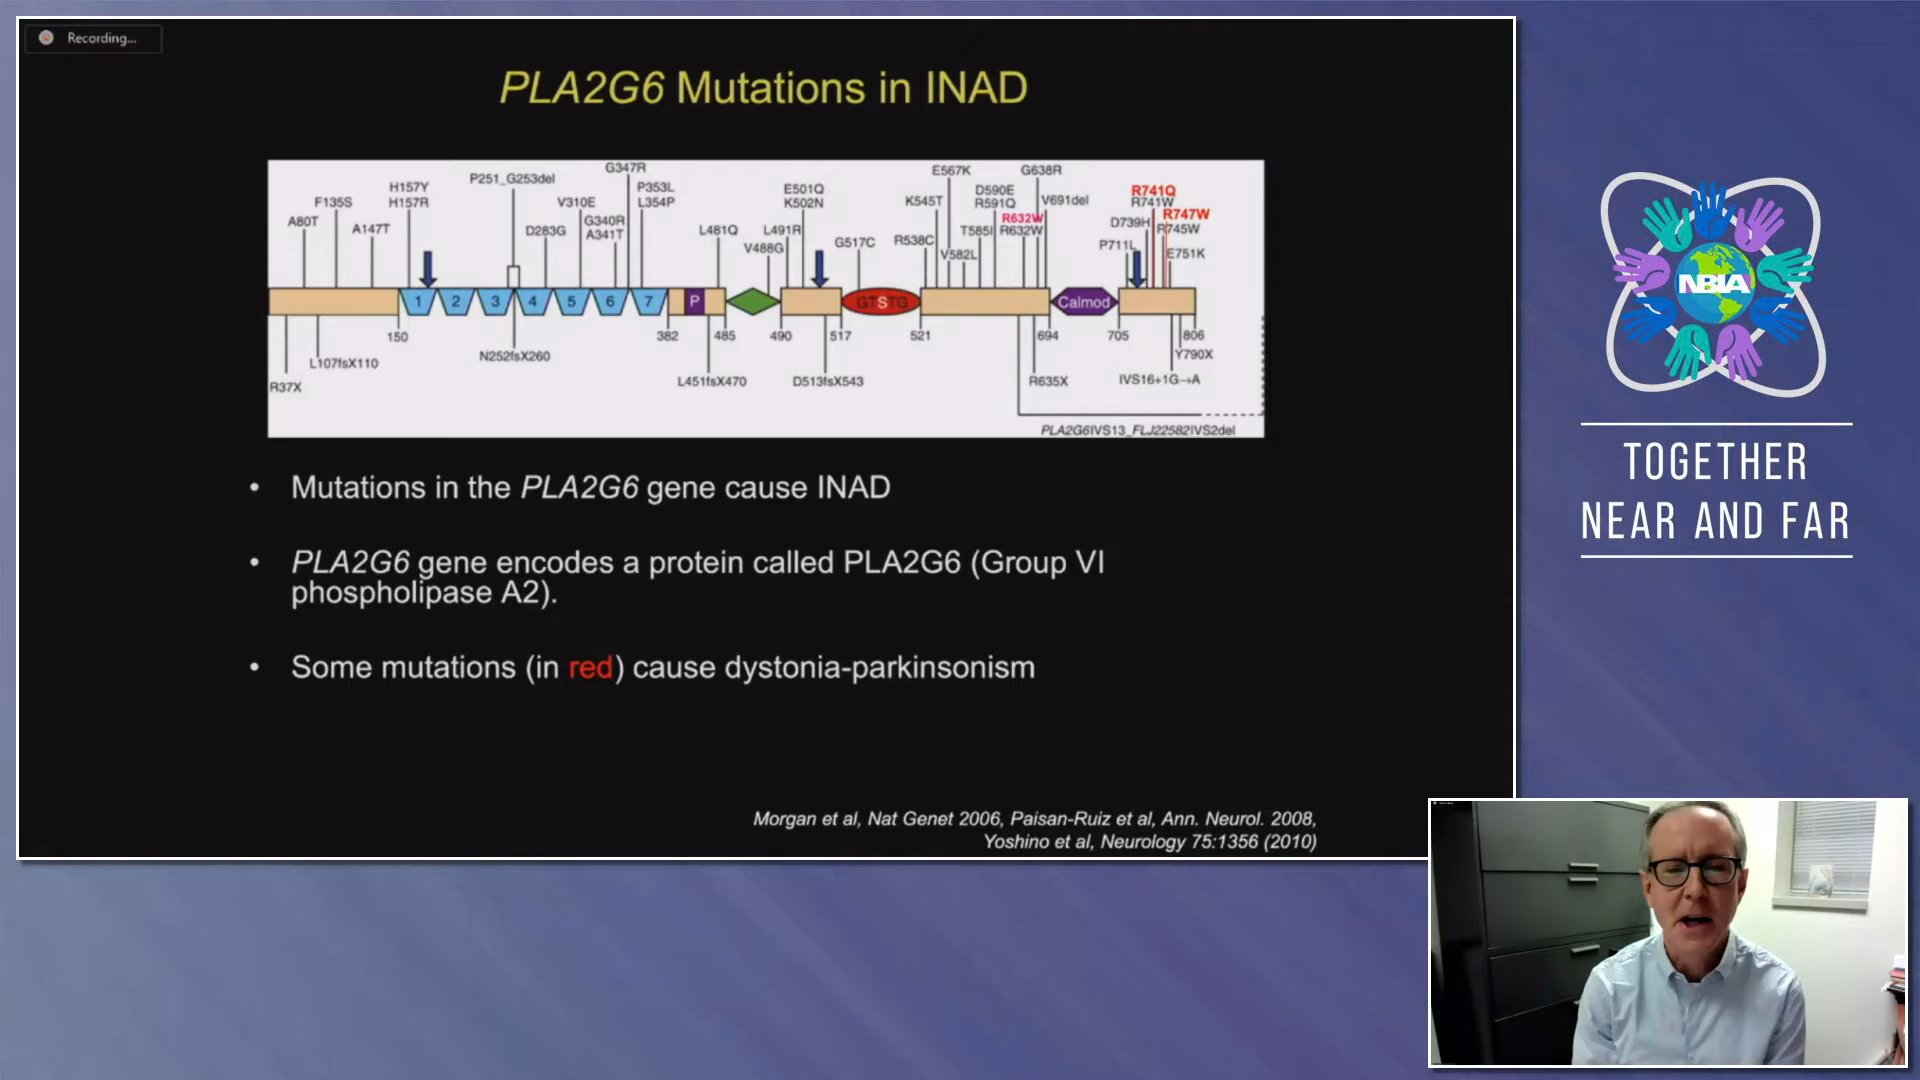 Recording...
PLA2G6 Mutations in INAD
G347R
E567K
G638R
P251_G253del
H157Y
P353L
E501Q
D590E
R741Q
F135S
H157R
V310E
L354P
K502N
K545T
R591Q
V691del
R741W
A80T
G340R
R632W
D739H
R747W
A147T
D283G
A341T
L481Q
L491R
T585I
R632W
R745W
V488G
G517C
R538C
P711L
V582L
E751K
1 2 3 4 5 6 7 P GTSTG Calmod
150 382 485 490 517 521 694 705 806
L107fsX110
N252fsX260
Y790X
R37X
L451fsX470
D513fsX543
R635X
IVS16+1G→A
PLA2G6IVS13_FLJ22582IVS2del
• Mutations in the PLA2G6 gene cause INAD
• PLA2G6 gene encodes a protein called PLA2G6 (Group VI
phospholipase A2).
• Some mutations (in red) cause dystonia-parkinsonism
Morgan et al, Nat Genet 2006, Paisan-Ruiz et al, Ann. Neurol. 2008,
Yoshino et al, Neurology 75:1356 (2010)
NBIA
TOGETHER
NEAR AND FAR